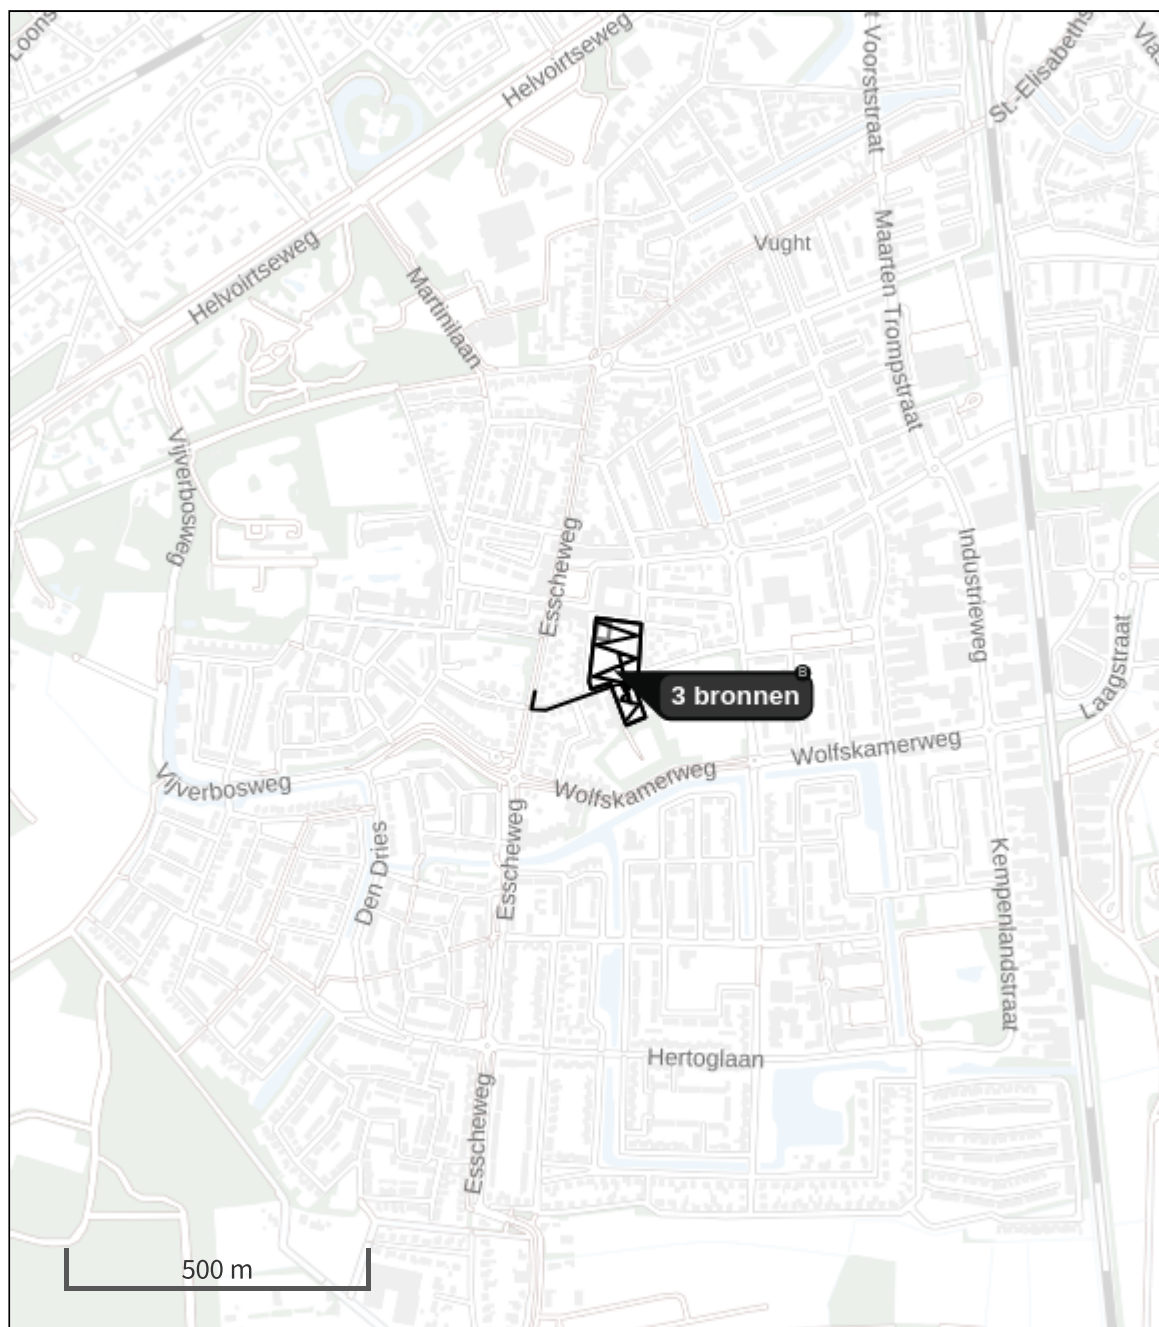 Loons
Helvoirtseweg
t Voorststraat
St.-Elisabeths
Vla
Vught
Maarten Trompstraat
Helvoirtseweg
Martinilaan
Vijverbosweg
Esscheweg
Industrieweg
Laagstraat
B
3 bronnen
Wolfskamerweg
Wolfskamerweg
Vijverbosweg
Esscheweg
Den Dries
Kempenlandstraat
Hertoglaan
Esscheweg
500 m